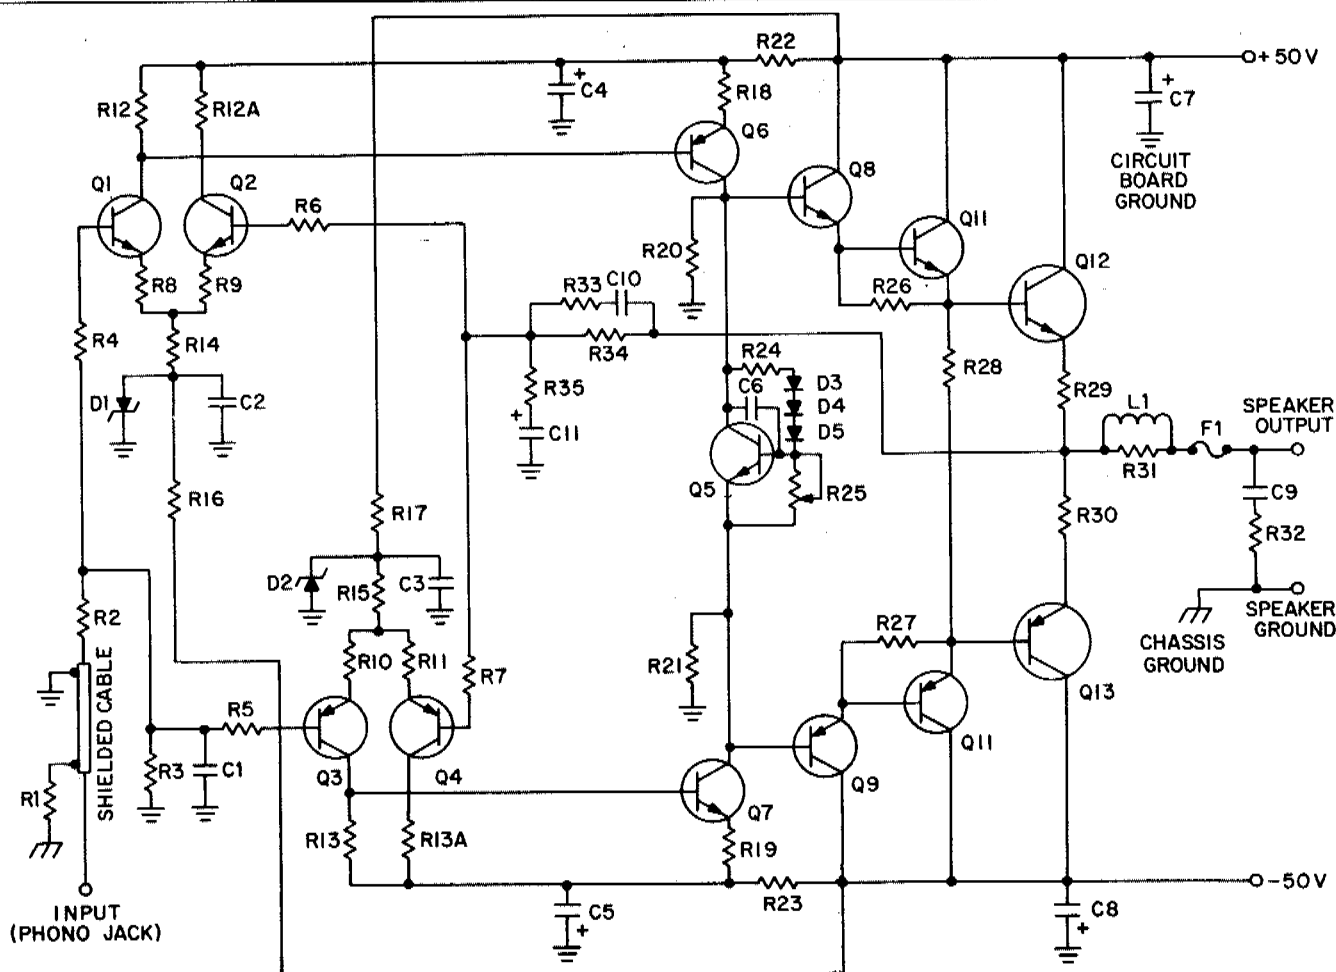 R22
+50V
R12
R12A
C4
+
R18
Q6
C7
+
CIRCUIT
BOARD
GROUND
Q1
Q2
R6
Q8
Q11
Q12
R20
R8
R9
R33
C10
R26
R4
R14
R34
R28
R24
D3
C6
R35
D4
R29
D1
C2
D5
L1
F1
SPEAKER
OUTPUT
+
C11
Q5
R25
R31
R16
R17
C9
R30
R32
D2
R15
C3
R2
R27
SPEAKER
GROUND
CHASSIS
GROUND
R10
R11
R7
R21
Q13
SHIELDED CABLE
R5
Q11
R3
C1
Q3
Q4
Q9
R1
Q7
R13
R13A
R19
-50V
R23
INPUT
(PHONO JACK)
C5
+
C8
+